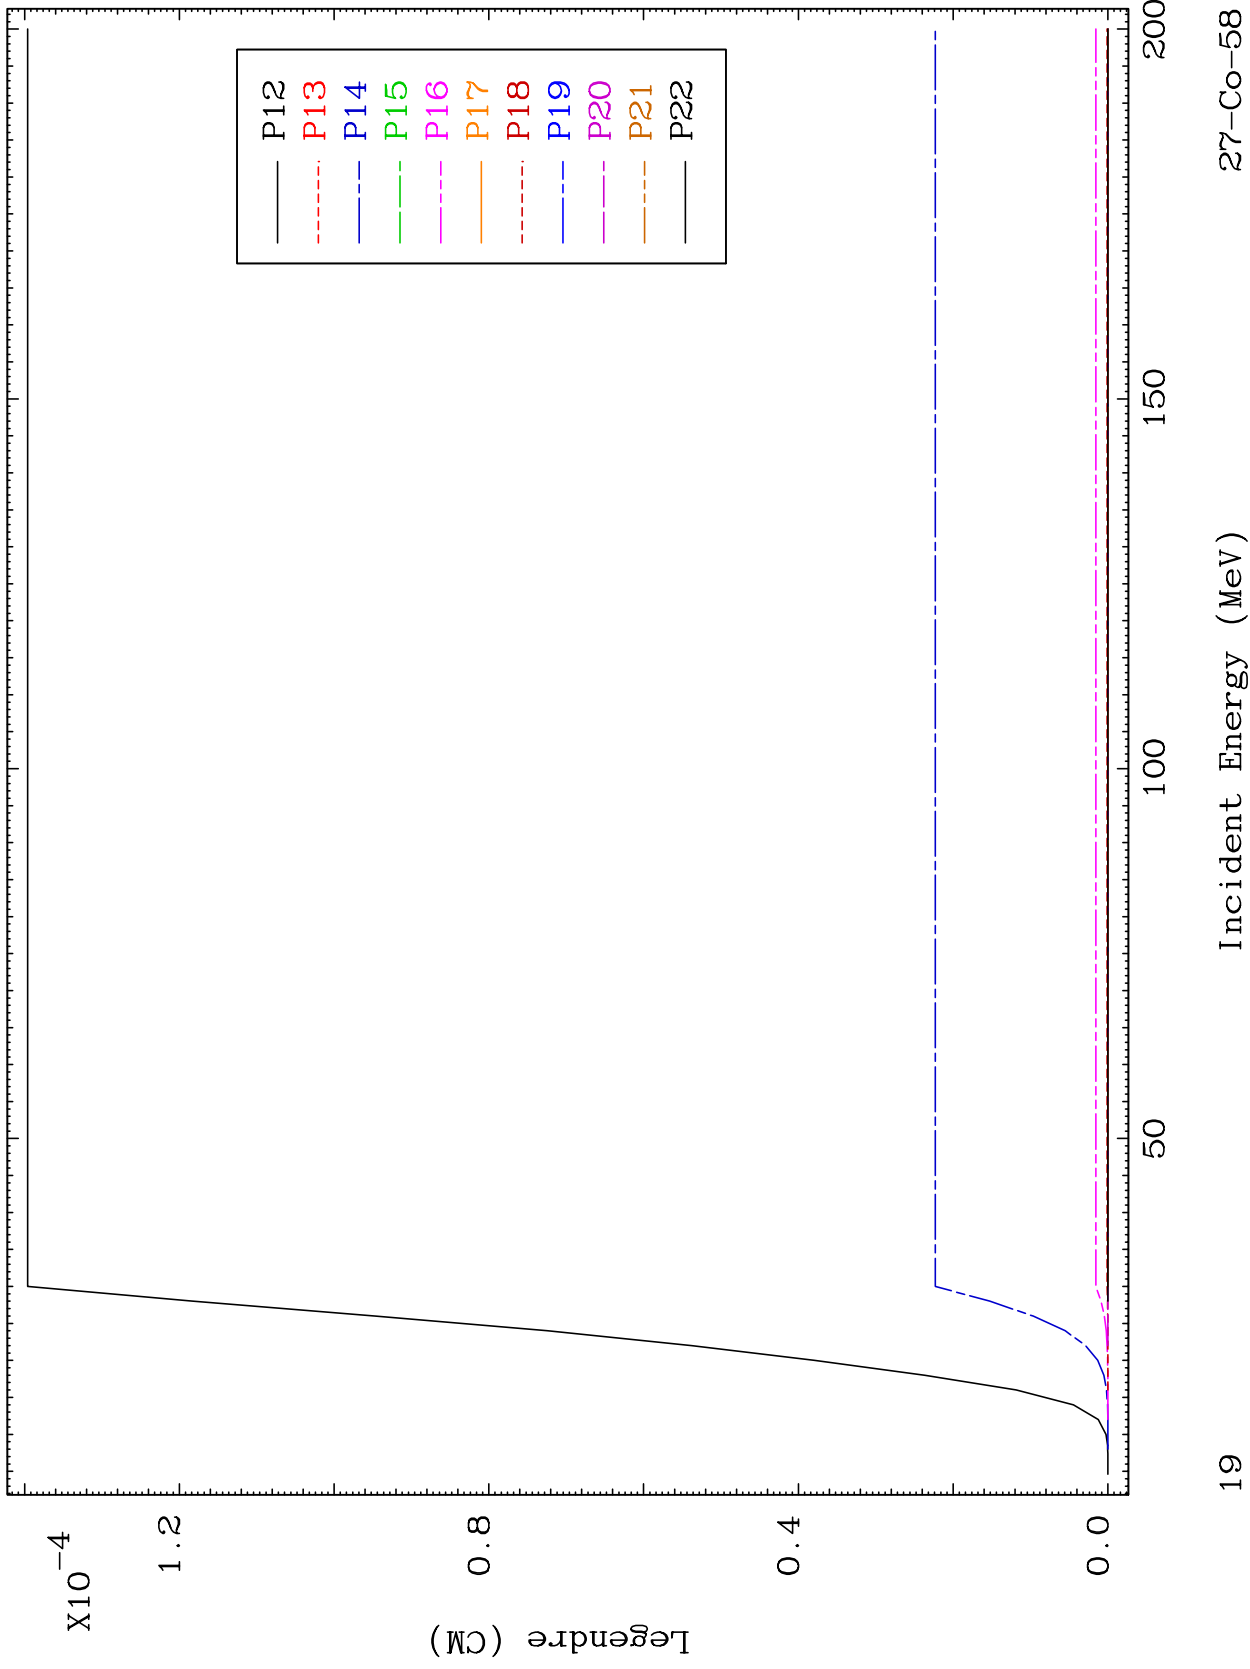 X10-4
1.2
0.8
0.4
0.0
Legendre (CM)
P12
P13
P14
P15
P16
P17
P18
P19
P20
P21
P22
50
100
150
200
Incident Energy (MeV)
19
27-Co-58